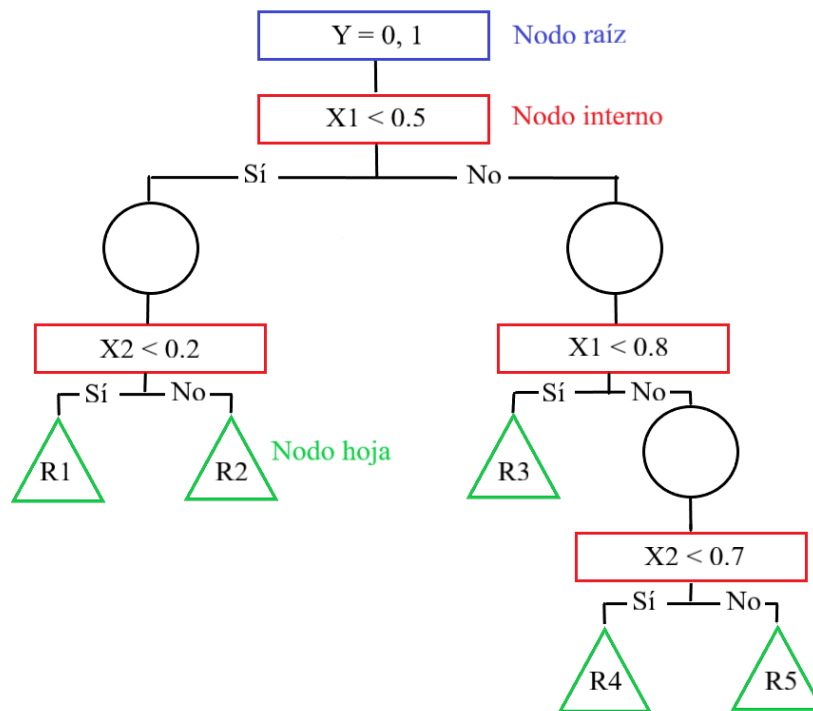 Y = 0, 1
Nodo raíz
X1 < 0.5
Nodo interno
Sí
No
X2 < 0.2
X1 < 0.8
Sí
No
Sí
No
R1
R2
Nodo hoja
R3
X2 < 0.7
Sí
No
R4
R5